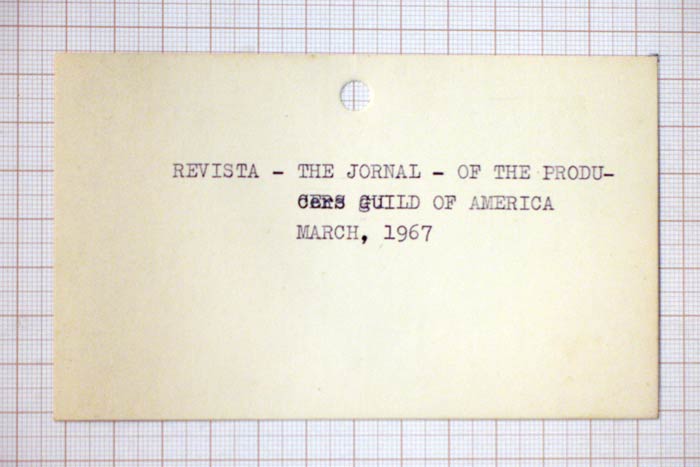 REVISTA - THE JORNAL - OF THE PRODU-
CERS GUILD OF AMERICA
MARCH, 1967